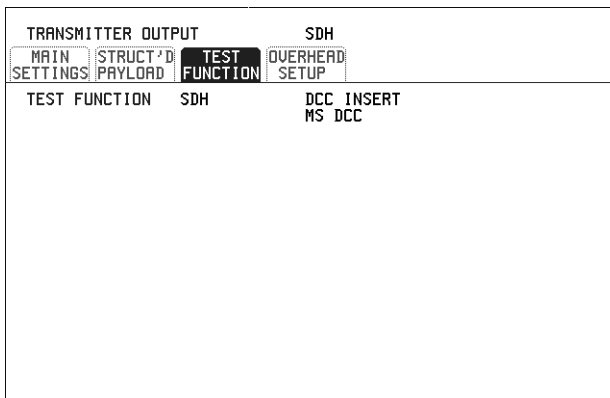 TRANSMITTER OUTPUT SDH
MAIN STRUCT'D TEST OVERHEAD
SETTINGS PAYLOAD FUNCTION SETUP
TEST FUNCTION SDH DCC INSERT
MS DCC